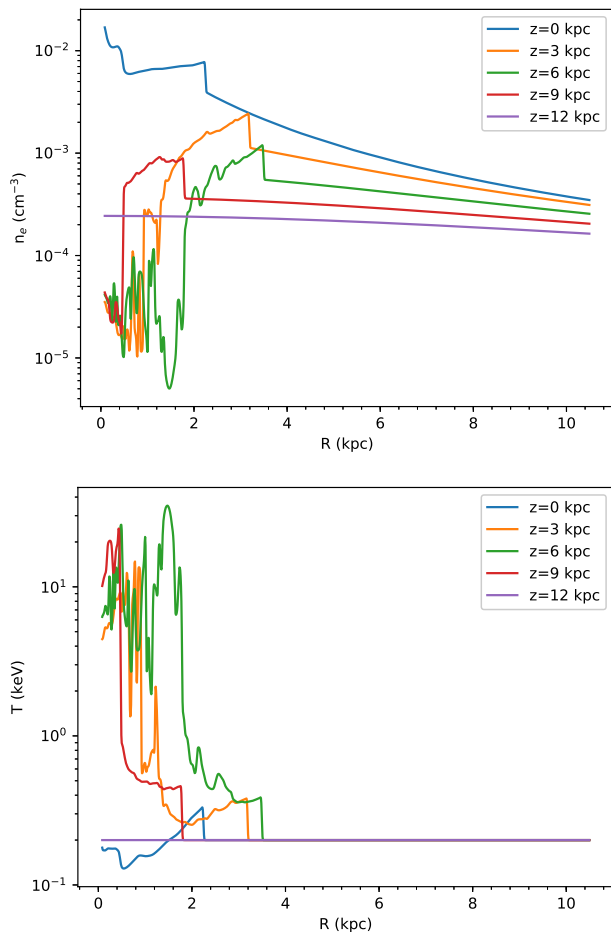 10⁻²
10⁻³
10⁻⁴
10⁻⁵
nₑ (cm⁻³)
z=0 kpc
z=3 kpc
z=6 kpc
z=9 kpc
z=12 kpc
0 2 4 6 8 10
R (kpc)
10¹
10⁰
10⁻¹
T (keV)
z=0 kpc
z=3 kpc
z=6 kpc
z=9 kpc
z=12 kpc
0 2 4 6 8 10
R (kpc)